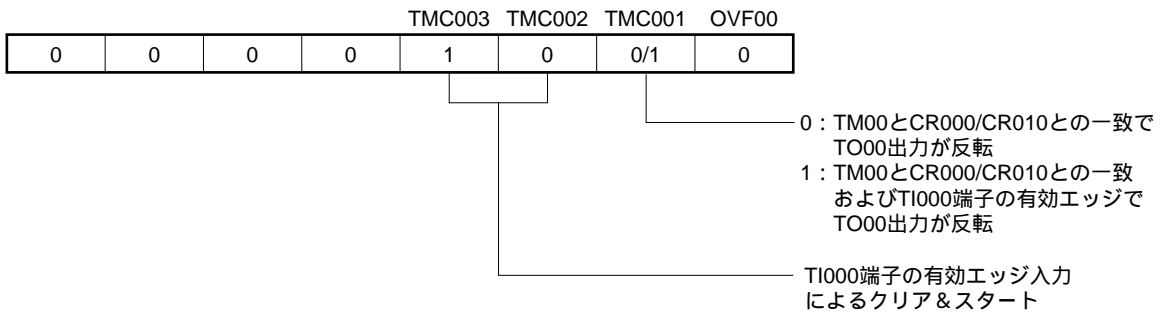 TMC003 TMC002 TMC001 OVF00
0 0 0 0 1 0 0/1 0
0：TM00とCR000/CR010との一致で
TO00出力が反転
1：TM00とCR000/CR010との一致
およびTI000端子の有効エッジで
TO00出力が反転
TI000端子の有効エッジ入力
によるクリア＆スタート